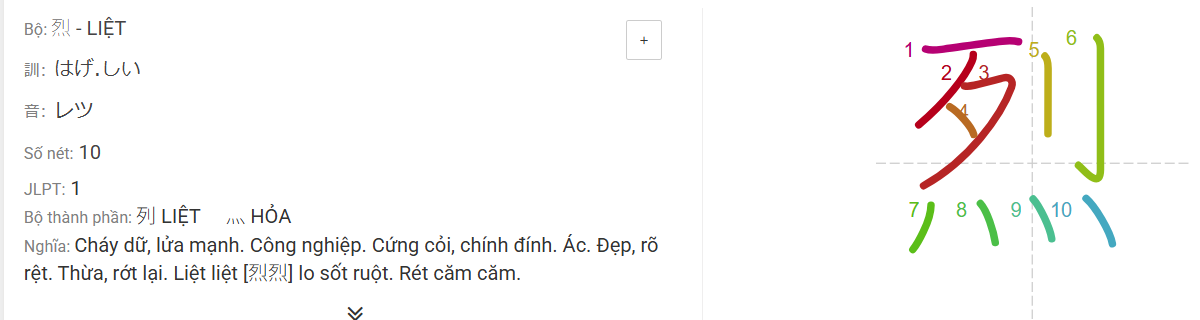 Bộ: 烈 - LIỆT
+
訓: はげ.しい
音: レツ
Số nét: 10
JLPT: 1
Bộ thành phần: 列 LIỆT 灬 HỎA
Nghĩa: Cháy dữ, lửa mạnh. Công nghiệp. Cứng cỏi, chính đính. Ác. Đẹp, rõ
rệt. Thừa, rớt lại. Liệt liệt [烈烈] lo sốt ruột. Rét căm căm.
烈
1 2 3 4 5 6
7 8 9 10